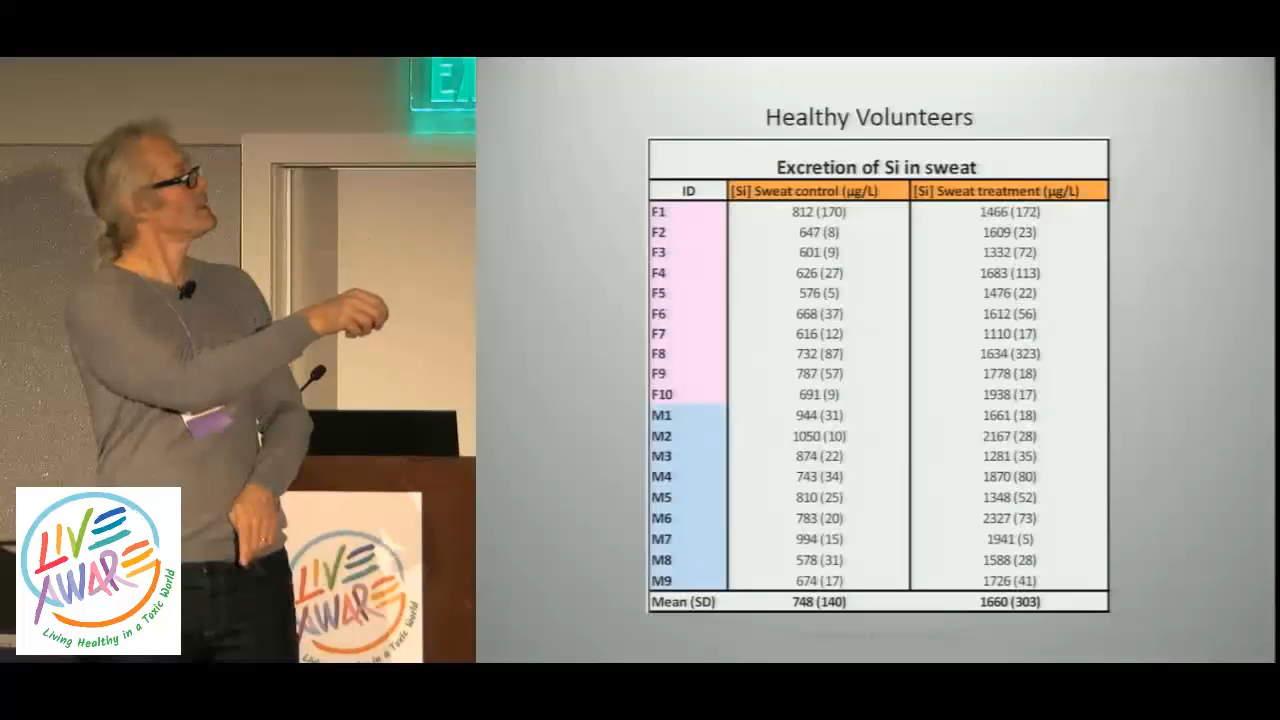 EX
Healthy Volunteers
Excretion of Si in sweat
ID [Si] Sweat control (µg/L) [Si] Sweat treatment (µg/L)
F1 812 (170) 1466 (172)
F2 647 (8) 1609 (23)
F3 601 (9) 1332 (72)
F4 626 (27) 1683 (113)
F5 576 (5) 1476 (22)
F6 668 (37) 1612 (56)
F7 616 (12) 1110 (17)
F8 732 (87) 1634 (323)
F9 787 (57) 1778 (18)
F10 691 (9) 1938 (17)
M1 944 (31) 1661 (18)
M2 1050 (10) 2167 (28)
M3 874 (22) 1281 (35)
M4 743 (34) 1870 (80)
M5 810 (25) 1348 (52)
M6 783 (20) 2327 (73)
M7 994 (15) 1941 (5)
M8 578 (31) 1588 (28)
M9 674 (17) 1726 (41)
Mean (SD) 748 (140) 1660 (303)
LIVE
AWARE
Living Healthy in a Toxic World
LIVE
AWARE
Living Healthy in a Toxic World